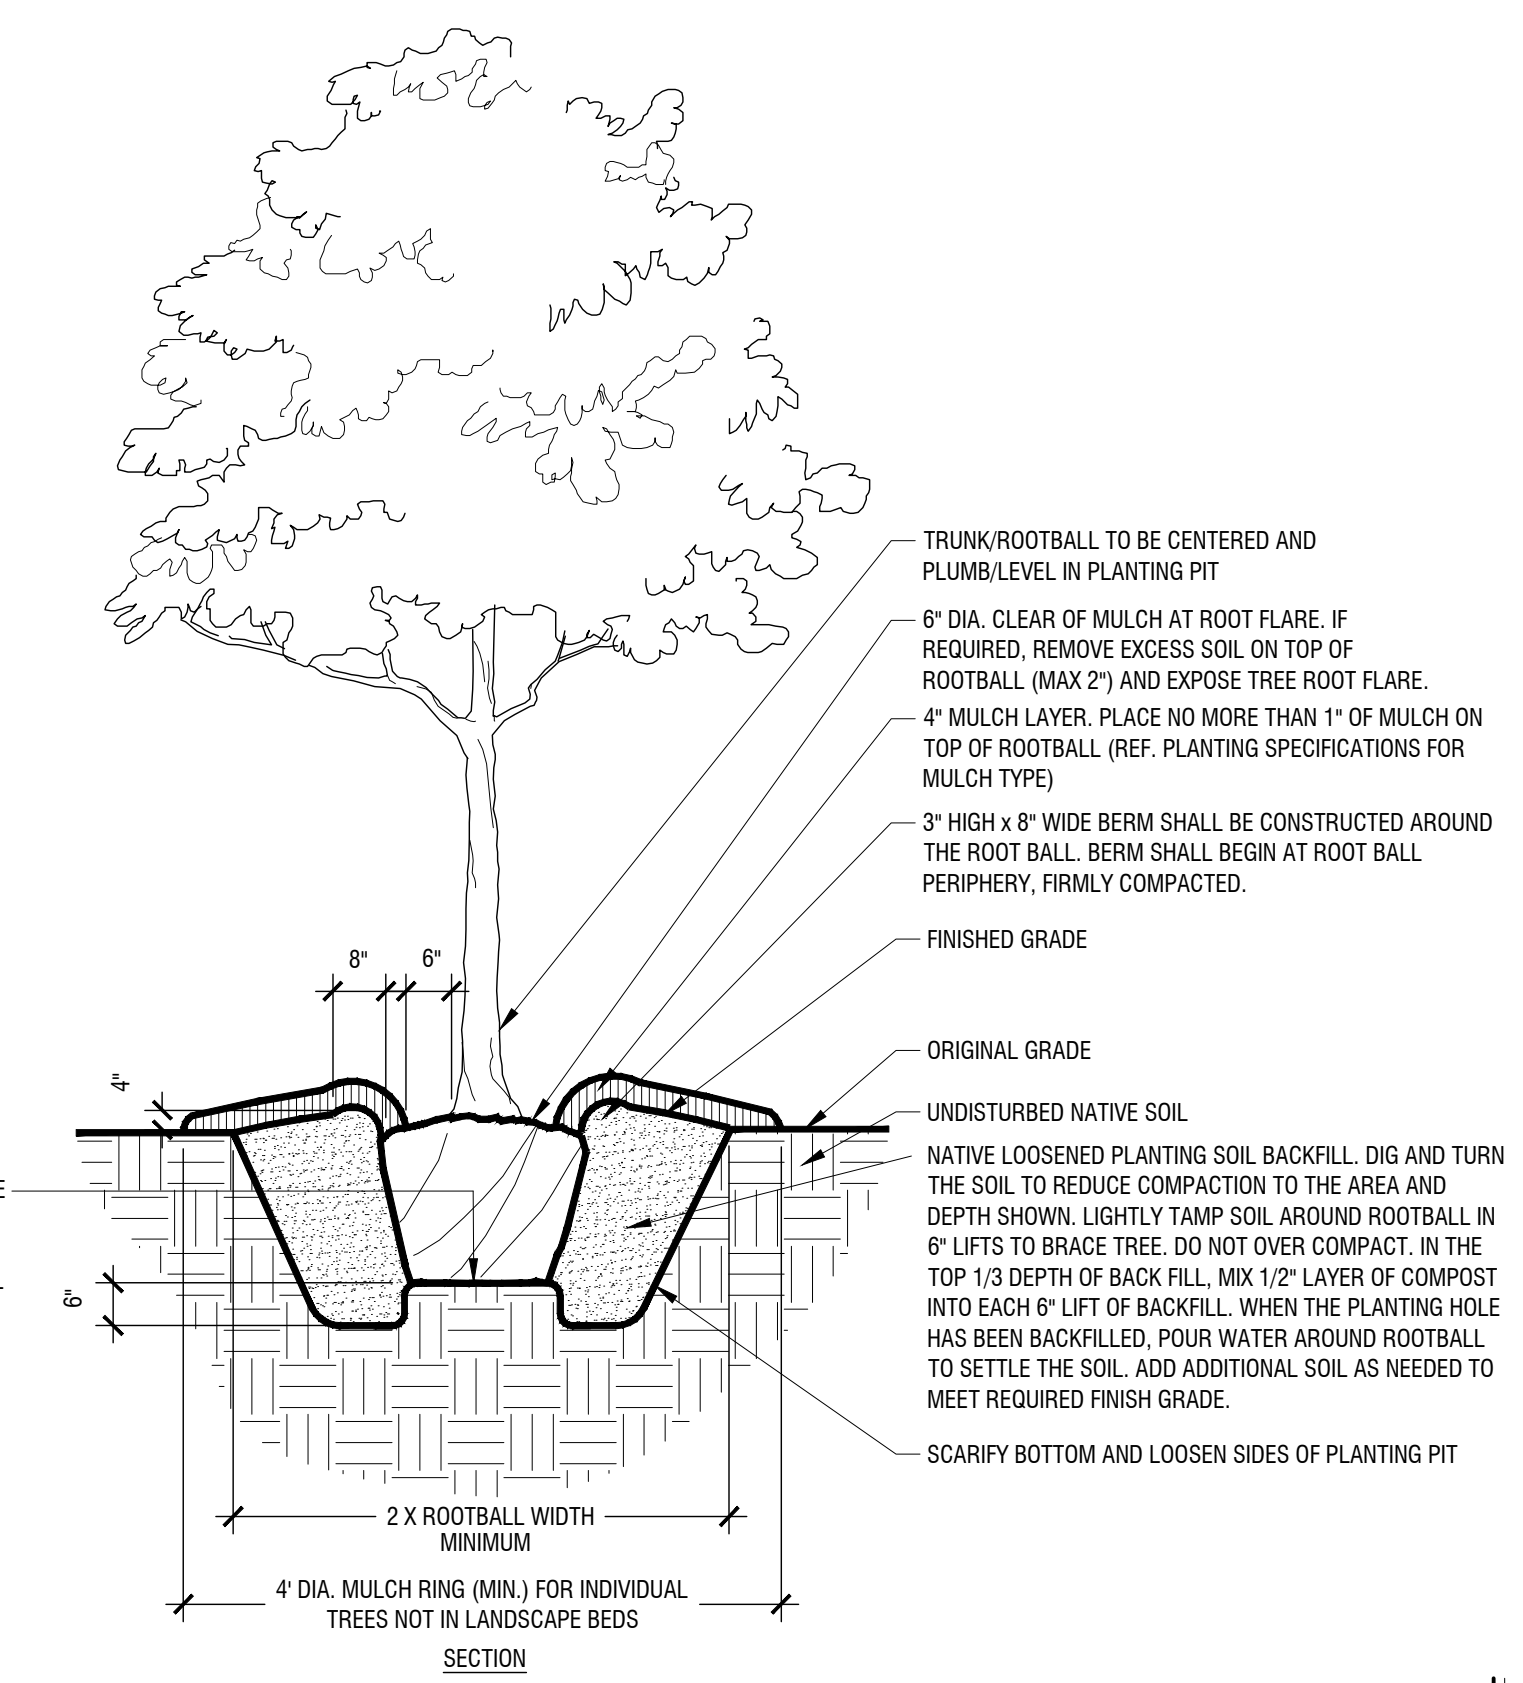 TRUNK/ROOTBALL TO BE CENTERED AND
PLUMB/LEVEL IN PLANTING PIT
6" DIA. CLEAR OF MULCH AT ROOT FLARE. IF
REQUIRED, REMOVE EXCESS SOIL ON TOP OF
ROOTBALL (MAX 2") AND EXPOSE TREE ROOT FLARE.
4" MULCH LAYER. PLACE NO MORE THAN 1" OF MULCH ON
TOP OF ROOTBALL (REF. PLANTING SPECIFICATIONS FOR
MULCH TYPE)
3" HIGH x 8" WIDE BERM SHALL BE CONSTRUCTED AROUND
THE ROOT BALL. BERM SHALL BEGIN AT ROOT BALL
PERIPHERY, FIRMLY COMPACTED.
FINISHED GRADE
8"
6"
ORIGINAL GRADE
4"
UNDISTURBED NATIVE SOIL
NATIVE LOOSENED PLANTING SOIL BACKFILL. DIG AND TURN
THE SOIL TO REDUCE COMPACTION TO THE AREA AND
DEPTH SHOWN. LIGHTLY TAMP SOIL AROUND ROOTBALL IN
6" LIFTS TO BRACE TREE. DO NOT OVER COMPACT. IN THE
TOP 1/3 DEPTH OF BACK FILL, MIX 1/2" LAYER OF COMPOST
INTO EACH 6" LIFT OF BACKFILL. WHEN THE PLANTING HOLE
HAS BEEN BACKFILLED, POUR WATER AROUND ROOTBALL
TO SETTLE THE SOIL. ADD ADDITIONAL SOIL AS NEEDED TO
MEET REQUIRED FINISH GRADE.
6"
SCARIFY BOTTOM AND LOOSEN SIDES OF PLANTING PIT
2 X ROOTBALL WIDTH
MINIMUM
4' DIA. MULCH RING (MIN.) FOR INDIVIDUAL
TREES NOT IN LANDSCAPE BEDS
SECTION